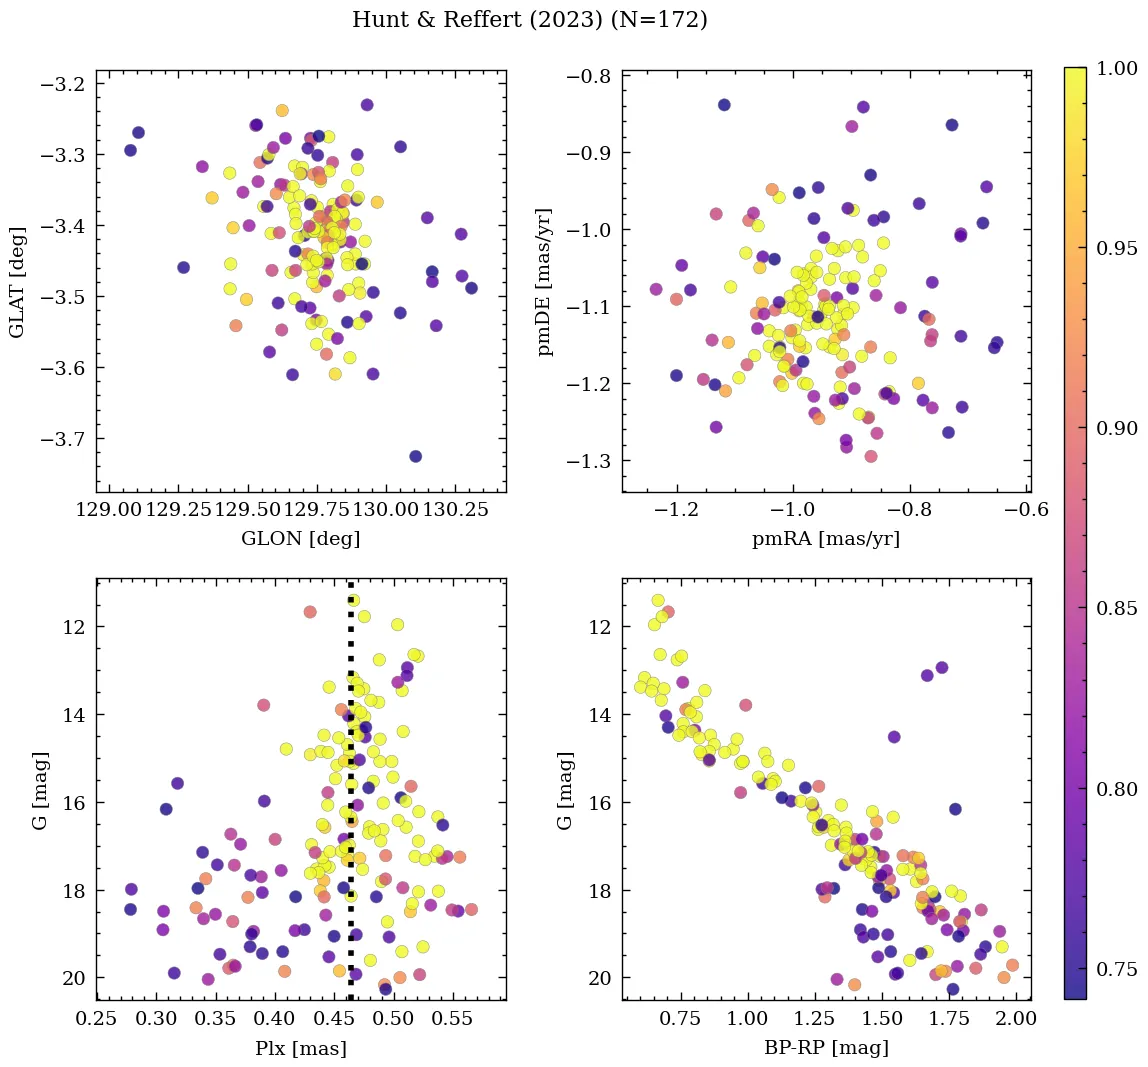 Hunt & Reffert (2023) (N=172)
−3.2
−3.3
−3.4
−3.5
−3.6
−3.7
GLAT [deg]
129.00 129.25 129.50 129.75 130.00 130.25
GLON [deg]
−0.8
−0.9
−1.0
−1.1
−1.2
−1.3
pmDE [mas/yr]
−1.2 −1.0 −0.8 −0.6
pmRA [mas/yr]
12
14
16
18
20
G [mag]
0.25 0.30 0.35 0.40 0.45 0.50 0.55
Plx [mas]
12
14
16
18
20
G [mag]
0.75 1.00 1.25 1.50 1.75 2.00
BP-RP [mag]
1.00
0.95
0.90
0.85
0.80
0.75